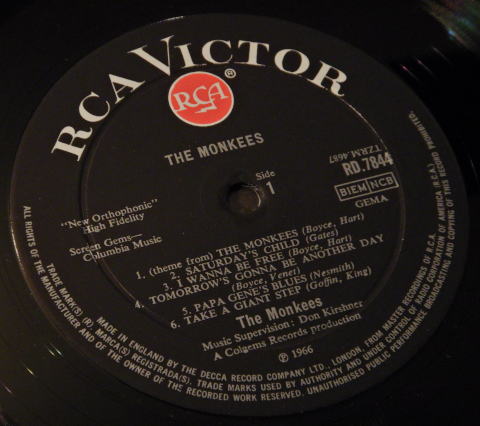 RCA VICTOR
®
RCA
THE MONKEES
TZRM.4687
RD.7844
BIEM NCB
GEMA
Side
1
"New Orthophonic"
High Fidelity
Screen Gems—
Columbia Music
1. (theme from) THE MONKEES (Boyce, Hart)
2. SATURDAY'S CHILD (Gates)
3. I WANNA BE FREE (Boyce, Hart)
4. TOMORROW'S GONNA BE ANOTHER DAY
(Boyce, Venet)
5. PAPA GENE'S BLUES (Nesmith)
6. TAKE A GIANT STEP (Goffin, King)
The Monkees
Music Supervision: Don Kirshner
A Colgems Records production
℗ 1966
MADE IN ENGLAND BY THE DECCA RECORD COMPANY LTD., LONDON, FROM MASTER RECORDINGS OF R.C.A.
TRADE MARK(S) (R), MARCA(S) REGISTRADA(S). TRADE MARKS USED BY AUTHORITY AND UNDER CONTROL OF RADIO CORPORATION OF AMERICA (R.C.A.)
ALL RIGHTS OF THE MANUFACTURER AND OF THE OWNER OF THE RECORDED WORK RESERVED. UNAUTHORISED PUBLIC PERFORMANCE BROADCASTING AND COPYING OF THIS RECORD PROHIBITED.